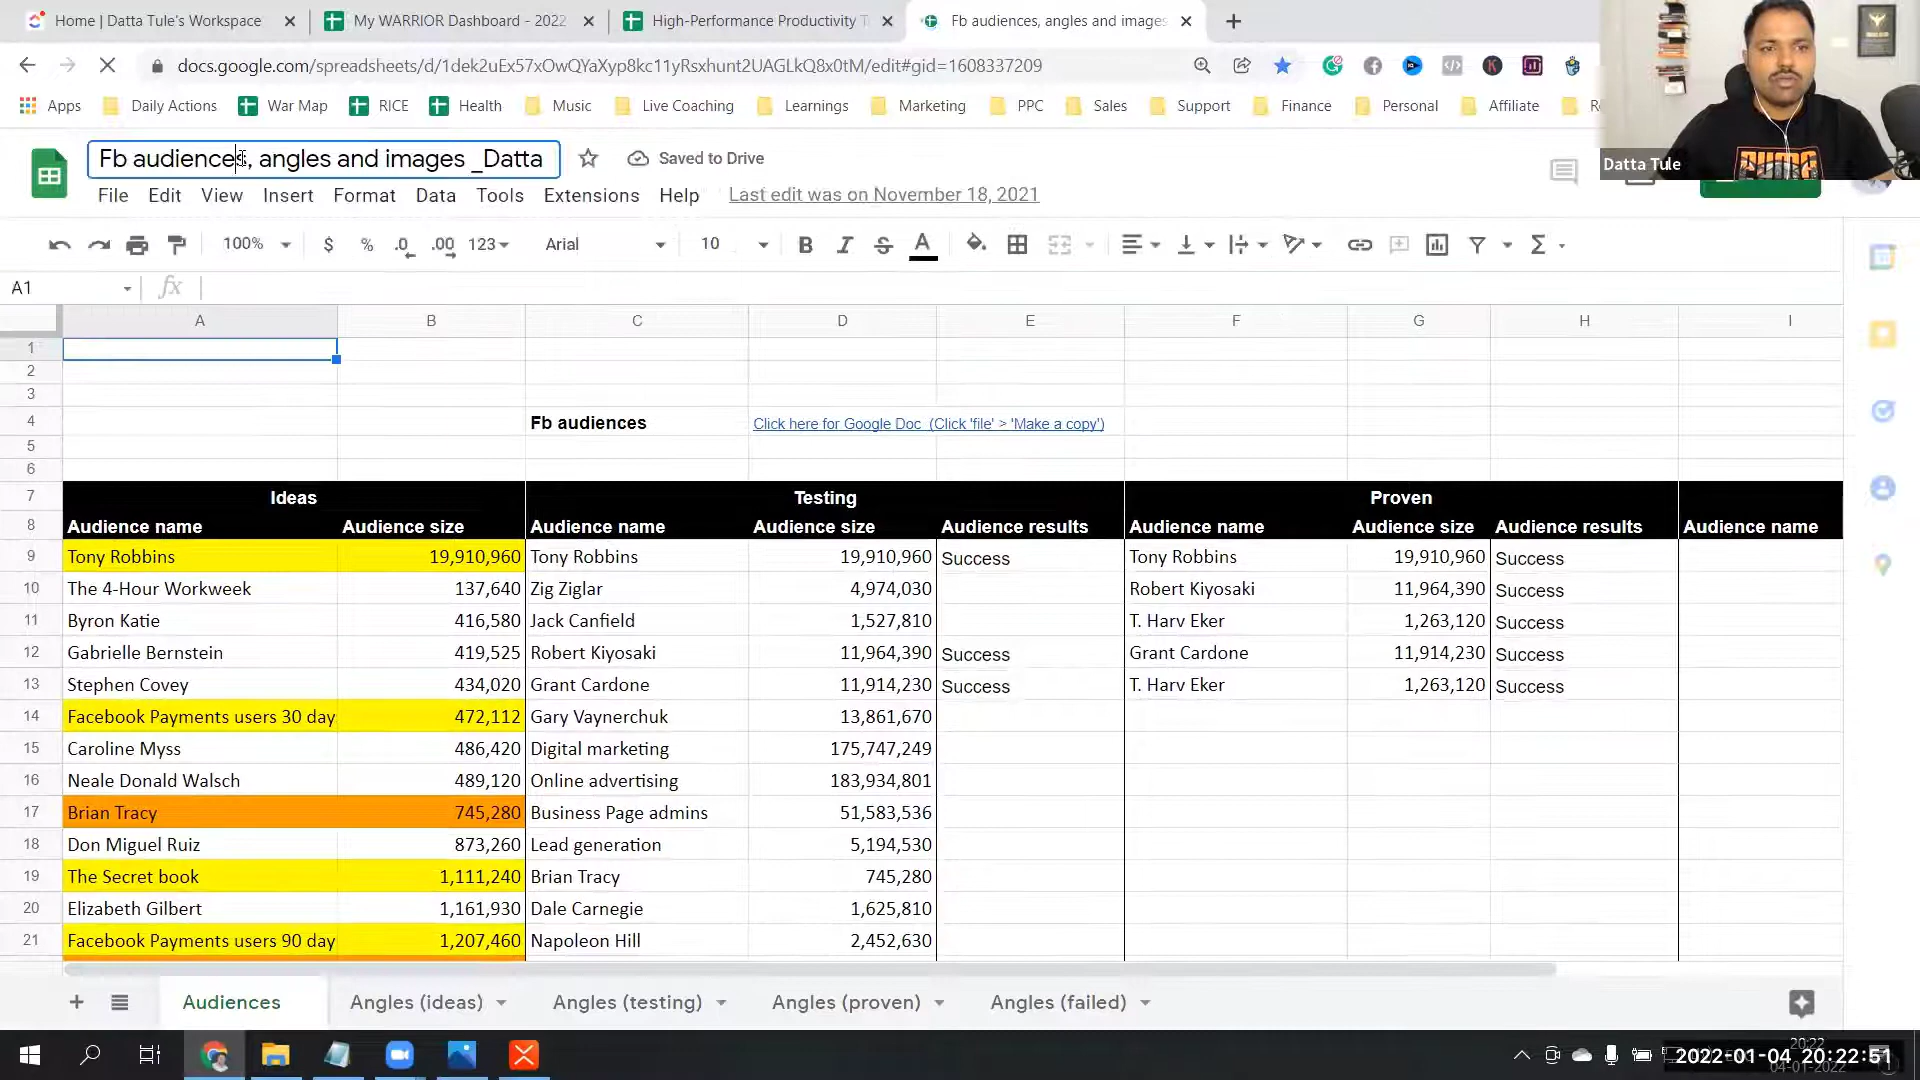 Home | Datta Tule's Workspace
My WARRIOR Dashboard - 2022
High-Performance Productivity T
Fb audiences, angles and images
docs.google.com/spreadsheets/d/1dek2uEx57xOwQYaXyp8kc11yRsxhunt2UAGLkQ8x0tM/edit#gid=1608337209
Apps Daily Actions War Map RICE Health Music Live Coaching Learnings Marketing PPC Sales Support Finance Personal Affiliate
Fb audiences, angles and images _Datta
Saved to Drive
Datta Tule
File Edit View Insert Format Data Tools Extensions Help Last edit was on November 18, 2021
100% $ % .0 .00 123 Arial 10 B I S A Σ
A1 fx
A B C D E F G H I
1
2
3
4 Fb audiences Click here for Google Doc (Click 'file' > 'Make a copy')
5
6
7 Ideas Testing Proven
8 Audience name Audience size Audience name Audience size Audience results Audience name Audience size Audience results Audience name
9 Tony Robbins 19,910,960 Tony Robbins 19,910,960 Success Tony Robbins 19,910,960 Success
10 The 4-Hour Workweek 137,640 Zig Ziglar 4,974,030 Robert Kiyosaki 11,964,390 Success
11 Byron Katie 416,580 Jack Canfield 1,527,810 T. Harv Eker 1,263,120 Success
12 Gabrielle Bernstein 419,525 Robert Kiyosaki 11,964,390 Success Grant Cardone 11,914,230 Success
13 Stephen Covey 434,020 Grant Cardone 11,914,230 Success T. Harv Eker 1,263,120 Success
14 Facebook Payments users 30 day 472,112 Gary Vaynerchuk 13,861,670
15 Caroline Myss 486,420 Digital marketing 175,747,249
16 Neale Donald Walsch 489,120 Online advertising 183,934,801
17 Brian Tracy 745,280 Business Page admins 51,583,536
18 Don Miguel Ruiz 873,260 Lead generation 5,194,530
19 The Secret book 1,111,240 Brian Tracy 745,280
20 Elizabeth Gilbert 1,161,930 Dale Carnegie 1,625,810
21 Facebook Payments users 90 day 1,207,460 Napoleon Hill 2,452,630
Audiences Angles (ideas) Angles (testing) Angles (proven) Angles (failed)
20:22
2022-01-04 20:22:51
04-01-2022